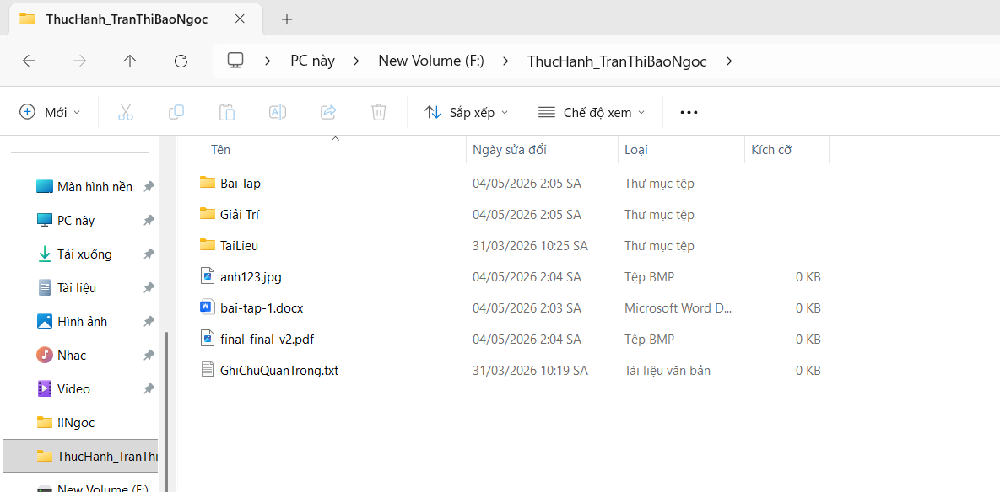 ThucHanh_TranThiBaoNgoc
PC này > New Volume (F:) > ThucHanh_TranThiBaoNgoc >
Mới Sắp xếp Chế độ xem
Tên Ngày sửa đổi Loại Kích cỡ
Bai Tap 04/05/2026 2:05 SA Thư mục tệp
Giải Trí 04/05/2026 2:05 SA Thư mục tệp
TaiLieu 31/03/2026 10:25 SA Thư mục tệp
anh123.jpg 04/05/2026 2:04 SA Tệp BMP 0 KB
bai-tap-1.docx 04/05/2026 2:03 SA Microsoft Word D... 0 KB
final_final_v2.pdf 04/05/2026 2:04 SA Tệp BMP 0 KB
GhiChuQuanTrong.txt 31/03/2026 10:19 SA Tài liệu văn bản 0 KB
Màn hình nền
PC này
Tải xuống
Tài liệu
Hình ảnh
Nhạc
Video
!!Ngoc
ThucHanh_TranThi
New Volume (F:)